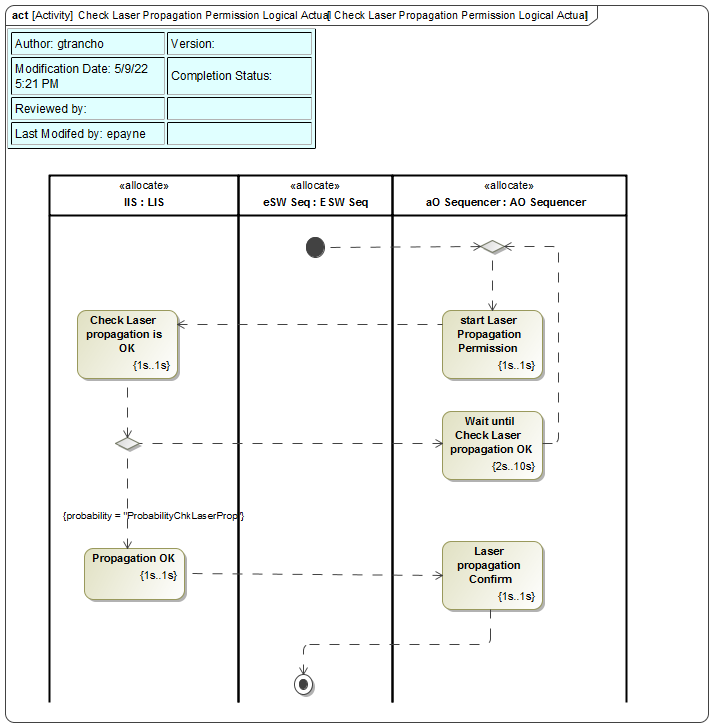 act [Activity] Check Laser Propagation Permission Logical Actual[ Check Laser Propagation Permission Logical Actual]
Author: gtrancho
Version:
Modification Date: 5/9/22
5:21 PM
Completion Status:
Reviewed by:
Last Modifed by: epayne
«allocate»
«allocate»
«allocate»
lIS : LIS
eSW Seq : ESW Seq
aO Sequencer : AO Sequencer
Check Laser
propagation is
OK
{1s..1s}
start Laser
Propagation
Permission
{1s..1s}
Wait until
Check Laser
propagation OK
{2s..10s}
{probability = "ProbabilityChkLaserProp"}
Propagation OK
{1s..1s}
Laser
propagation
Confirm
{1s..1s}